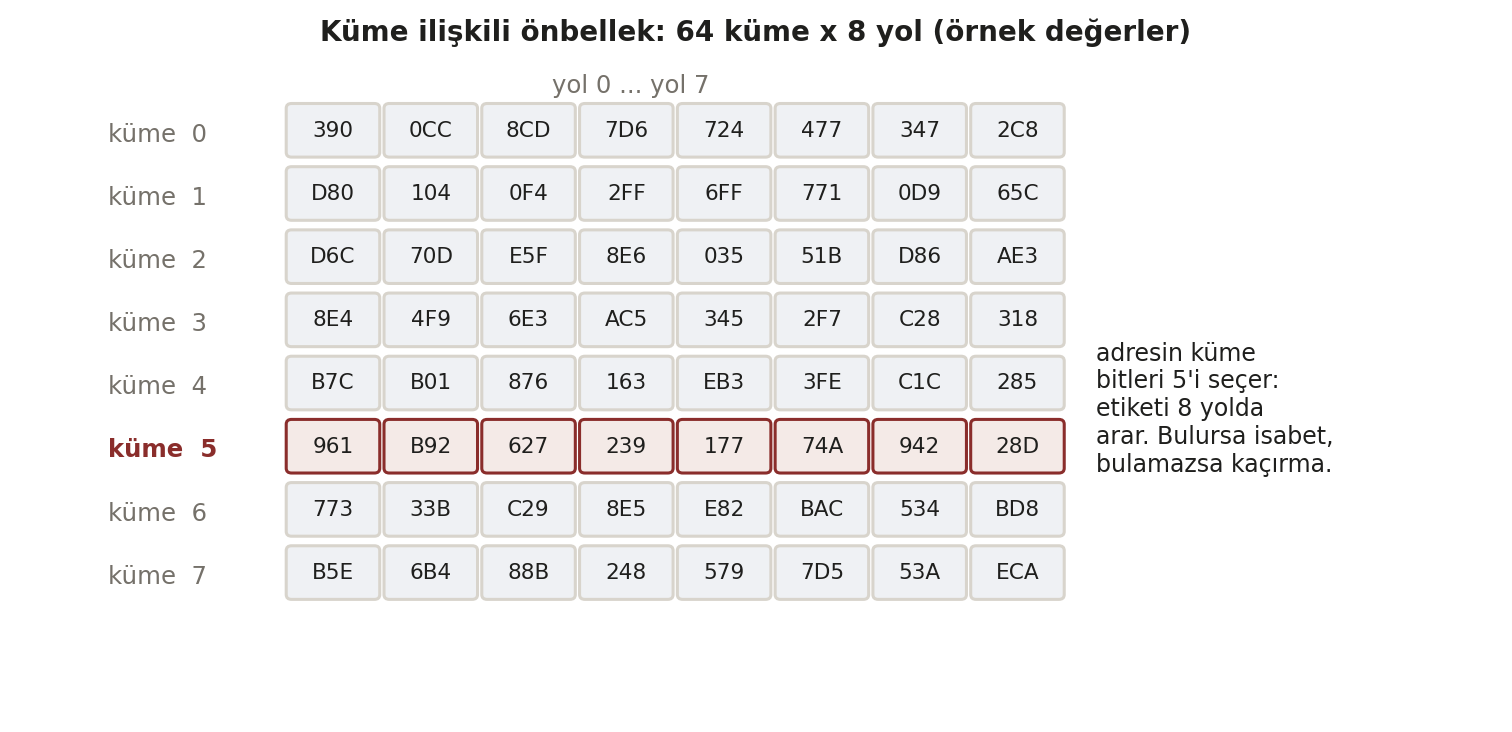 Küme ilişkili önbellek: 64 küme x 8 yol (örnek değerler)
yol 0 ... yol 7
küme 0 390 0CC 8CD 7D6 724 477 347 2C8
küme 1 D80 104 0F4 2FF 6FF 771 0D9 65C
küme 2 D6C 70D E5F 8E6 035 51B D86 AE3
küme 3 8E4 4F9 6E3 AC5 345 2F7 C28 318
küme 4 B7C B01 876 163 EB3 3FE C1C 285
küme 5 961 B92 627 239 177 74A 942 28D
küme 6 773 33B C29 8E5 E82 BAC 534 BD8
küme 7 B5E 6B4 88B 248 579 7D5 53A ECA
adresin küme
bitleri 5'i seçer:
etiketi 8 yolda
arar. Bulursa isabet,
bulamazsa kaçırma.